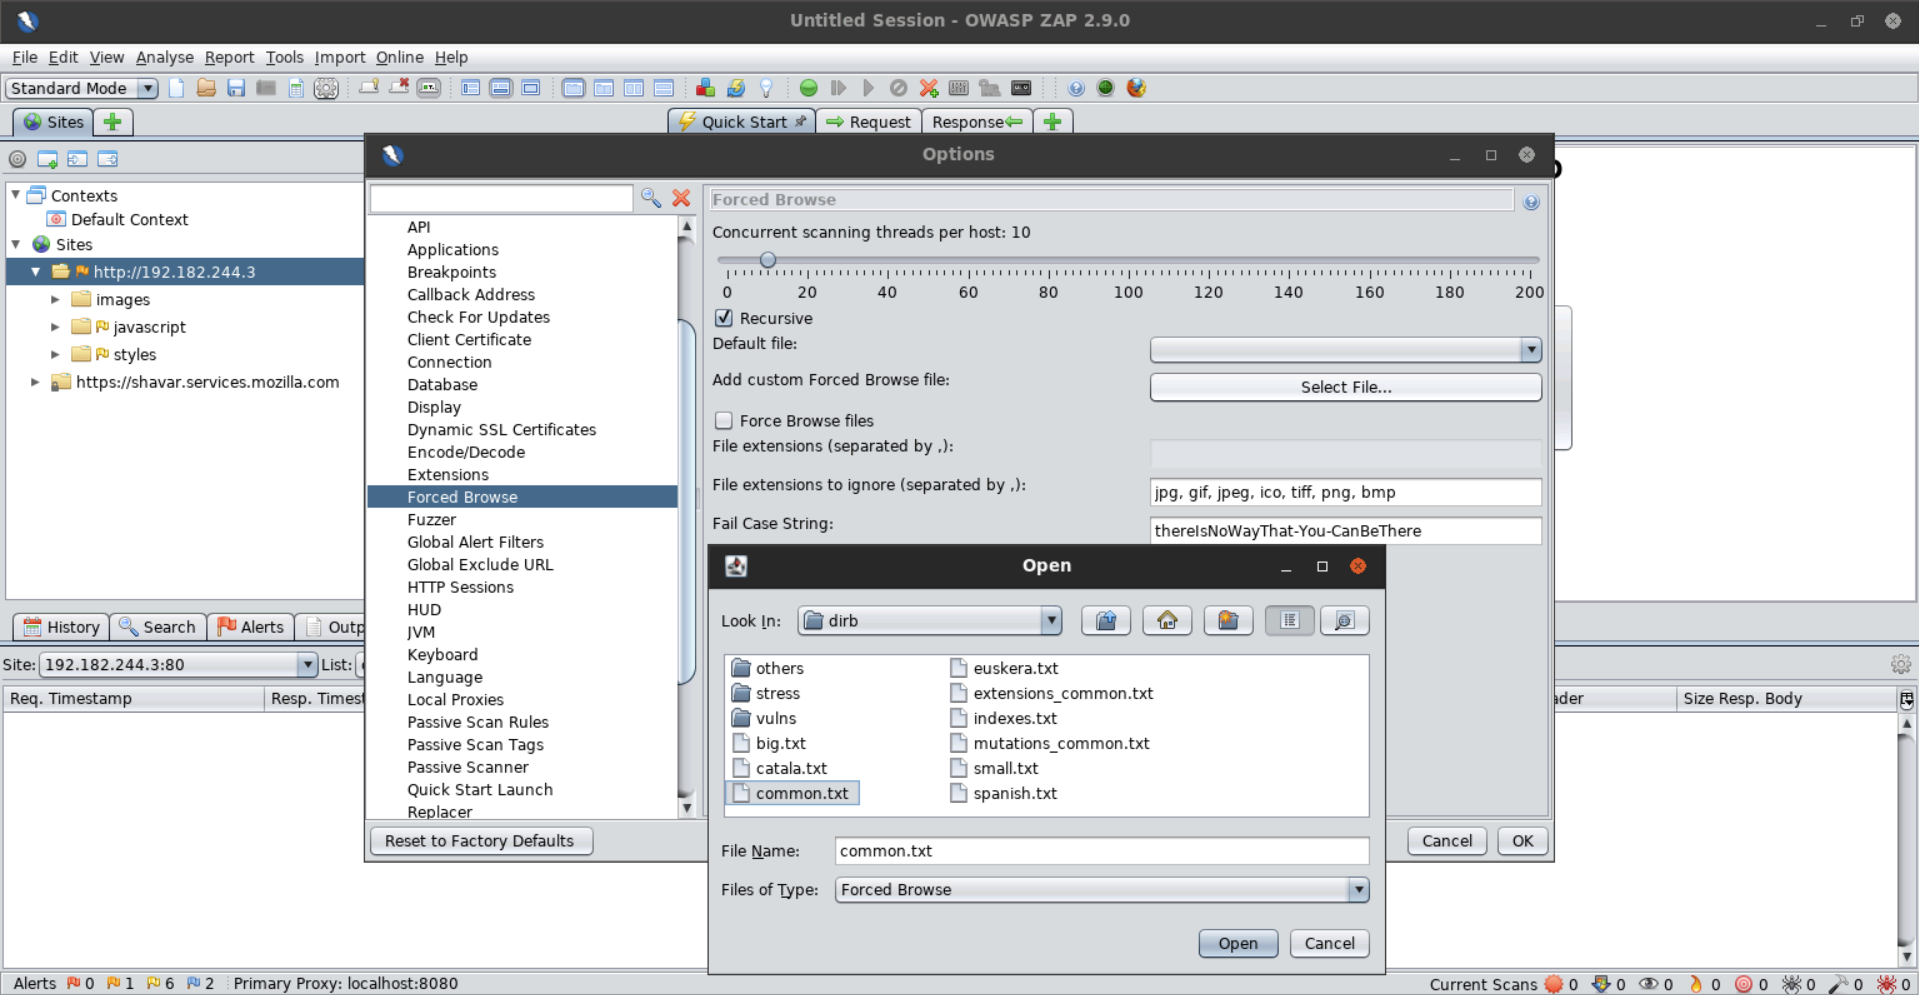 Untitled Session - OWASP ZAP 2.9.0
File Edit View Analyse Report Tools Import Online Help
Standard Mode
Sites
Quick Start Request Response
Contexts
Default Context
Sites
http://192.182.244.3
images
javascript
styles
https://shavar.services.mozilla.com
Options
API
Applications
Breakpoints
Callback Address
Check For Updates
Client Certificate
Connection
Database
Display
Dynamic SSL Certificates
Encode/Decode
Extensions
Forced Browse
Fuzzer
Global Alert Filters
Global Exclude URL
HTTP Sessions
HUD
JVM
Keyboard
Language
Local Proxies
Passive Scan Rules
Passive Scan Tags
Passive Scanner
Quick Start Launch
Replacer
Reset to Factory Defaults
Forced Browse
Concurrent scanning threads per host: 10
0 20 40 60 80 100 120 140 160 180 200
Recursive
Default file:
Add custom Forced Browse file: Select File...
Force Browse files
File extensions (separated by ,):
File extensions to ignore (separated by ,): jpg, gif, jpeg, ico, tiff, png, bmp
Fail Case String: thereIsNoWayThat-You-CanBeThere
Cancel OK
Open
Look In: dirb
others
stress
vulns
big.txt
catala.txt
common.txt
euskera.txt
extensions_common.txt
indexes.txt
mutations_common.txt
small.txt
spanish.txt
File Name: common.txt
Files of Type: Forced Browse
Open Cancel
History Search Alerts Outp
Site: 192.182.244.3:80 List:
Req. Timestamp Resp. Timest ader Size Resp. Body
Alerts 0 1 6 2 Primary Proxy: localhost:8080
Current Scans 0 0 0 0 0 0 0 0